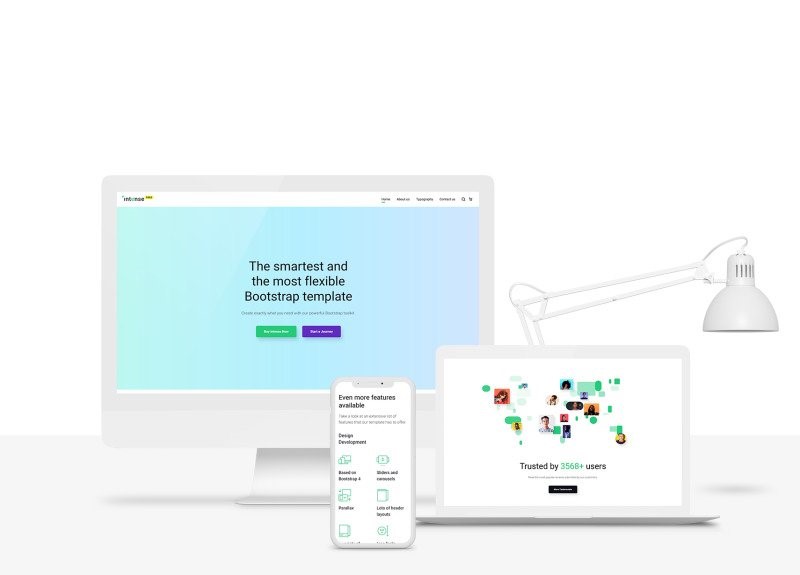 intense FREE
Home About us Typography Contact us
The smartest and
the most flexible
Bootstrap template
Create exactly what you need with our powerful Bootstrap toolkit
Buy Intense Now Start a Journey
Even more features
available
Take a look at an extensive list of
features that our template has to offer
Design
Development
Based on
Bootstrap 4
Sliders and
carousels
Parallax
Lots of header
layouts
Trusted by 3568+ users